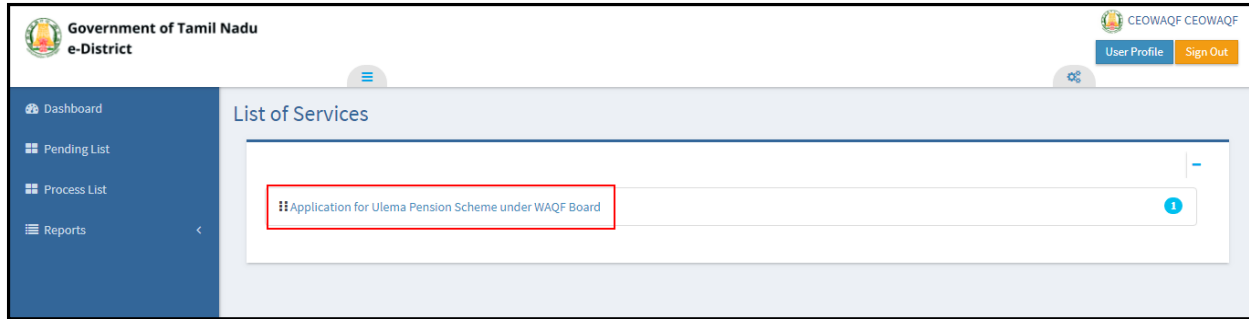 Government of Tamil Nadu
e-District
CEOWAQF CEOWAQF
User Profile
Sign Out
Dashboard
Pending List
Process List
Reports
List of Services
Application for Ulema Pension Scheme under WAQF Board
1